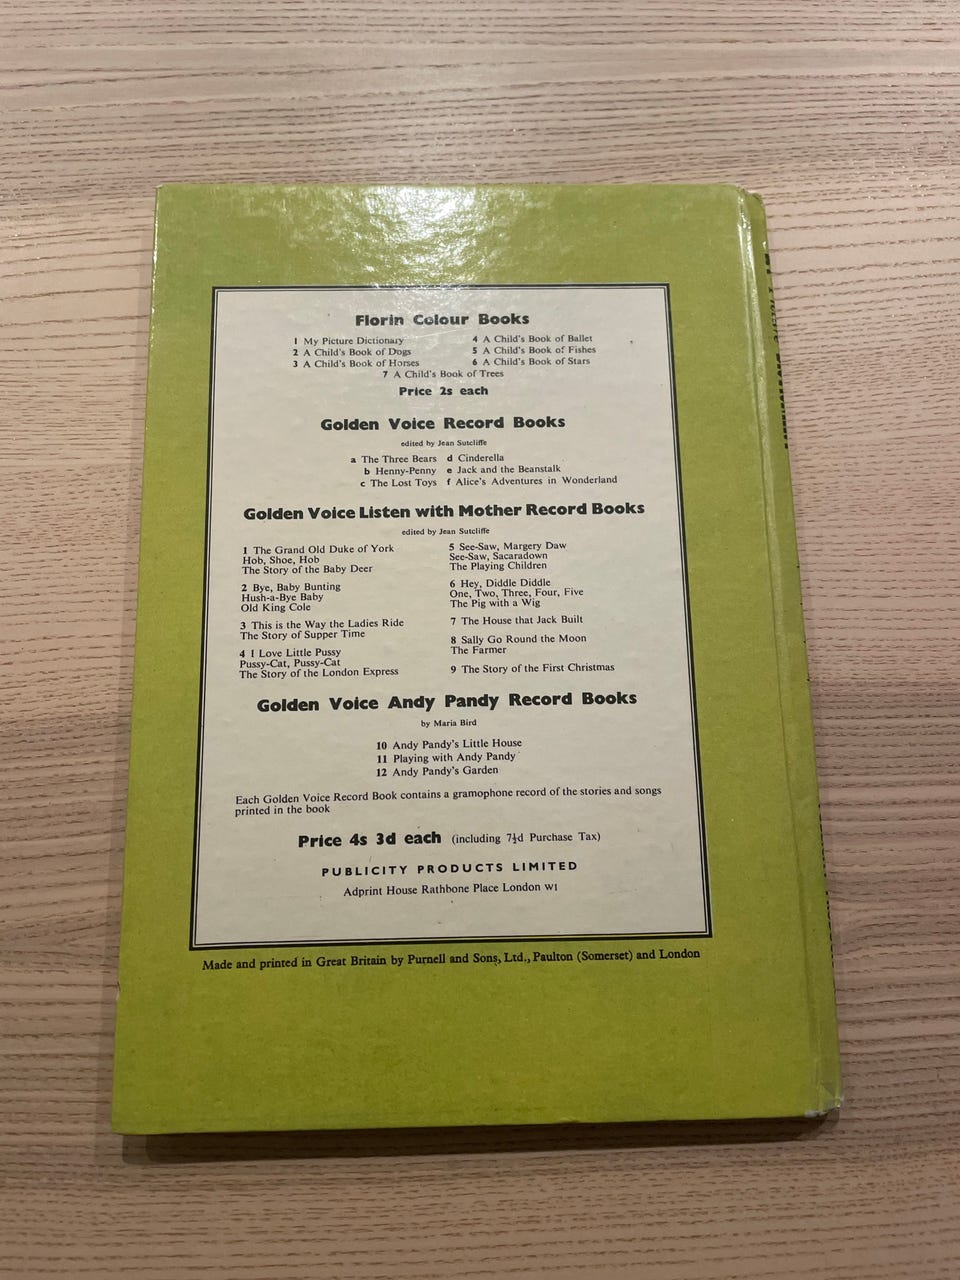 Florin Colour Books
1 My Picture Dictionary
2 A Child's Book of Dogs
3 A Child's Book of Horses
4 A Child's Book of Ballet
5 A Child's Book of Fishes
6 A Child's Book of Stars
7 A Child's Book of Trees
Price 2s each
Golden Voice Record Books
edited by Jean Sutcliffe
a The Three Bears
b Henny-Penny
c The Lost Toys
d Cinderella
e Jack and the Beanstalk
f Alice's Adventures in Wonderland
Golden Voice Listen with Mother Record Books
edited by Jean Sutcliffe
1 The Grand Old Duke of York
Hob, Shoe, Hob
The Story of the Baby Deer
2 Bye, Baby Bunting
Hush-a-Bye Baby
Old King Cole
3 This is the Way the Ladies Ride
The Story of Supper Time
4 I Love Little Pussy
Pussy-Cat, Pussy-Cat
The Story of the London Express
5 See-Saw, Margery Daw
See-Saw, Sacaradown
The Playing Children
6 Hey, Diddle Diddle
One, Two, Three, Four, Five
The Pig with a Wig
7 The House that Jack Built
8 Sally Go Round the Moon
The Farmer
9 The Story of the First Christmas
Golden Voice Andy Pandy Record Books
by Maria Bird
10 Andy Pandy's Little House
11 Playing with Andy Pandy
12 Andy Pandy's Garden
Each Golden Voice Record Book contains a gramophone record of the stories and songs
printed in the book
Price 4s 3d each (including 7½d Purchase Tax)
PUBLICITY PRODUCTS LIMITED
Adprint House Rathbone Place London W1
Made and printed in Great Britain by Purnell and Sons, Ltd., Paulton (Somerset) and London